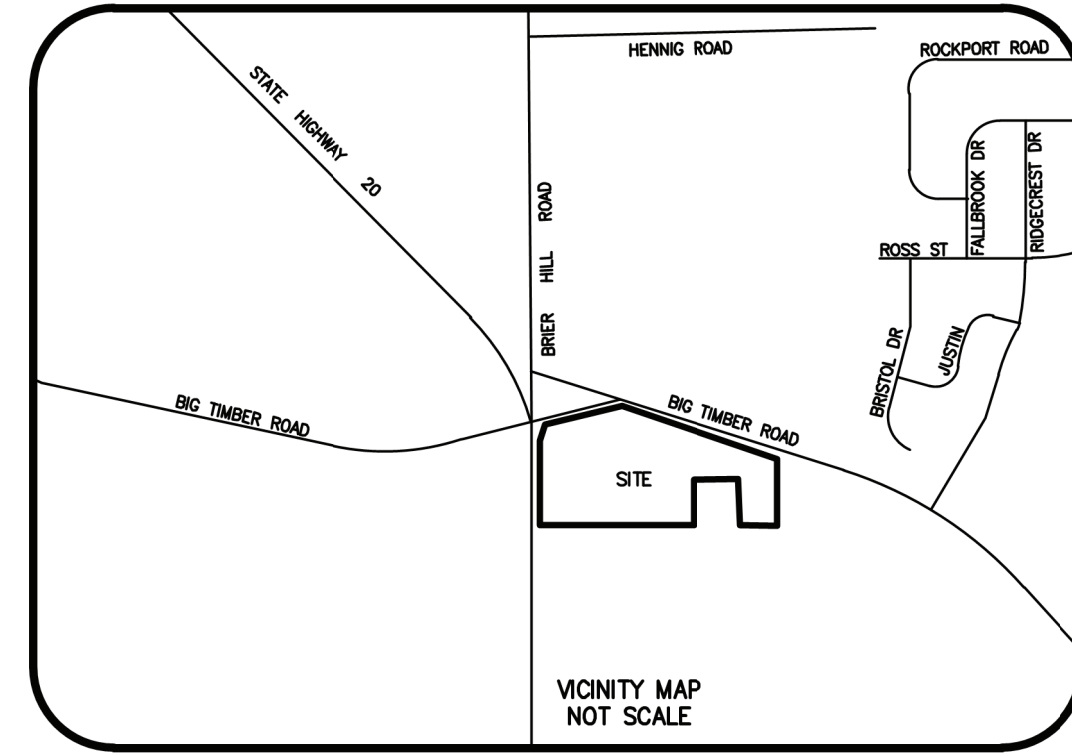 HENNIG ROAD
ROCKPORT ROAD
STATE HIGHWAY 20
BRIER HILL ROAD
FALLBROOK DR
RIDGECREST DR
ROSS ST
BRISTOL DR
JUSTIN
BIG TIMBER ROAD
BIG TIMBER ROAD
SITE
VICINITY MAP
NOT SCALE